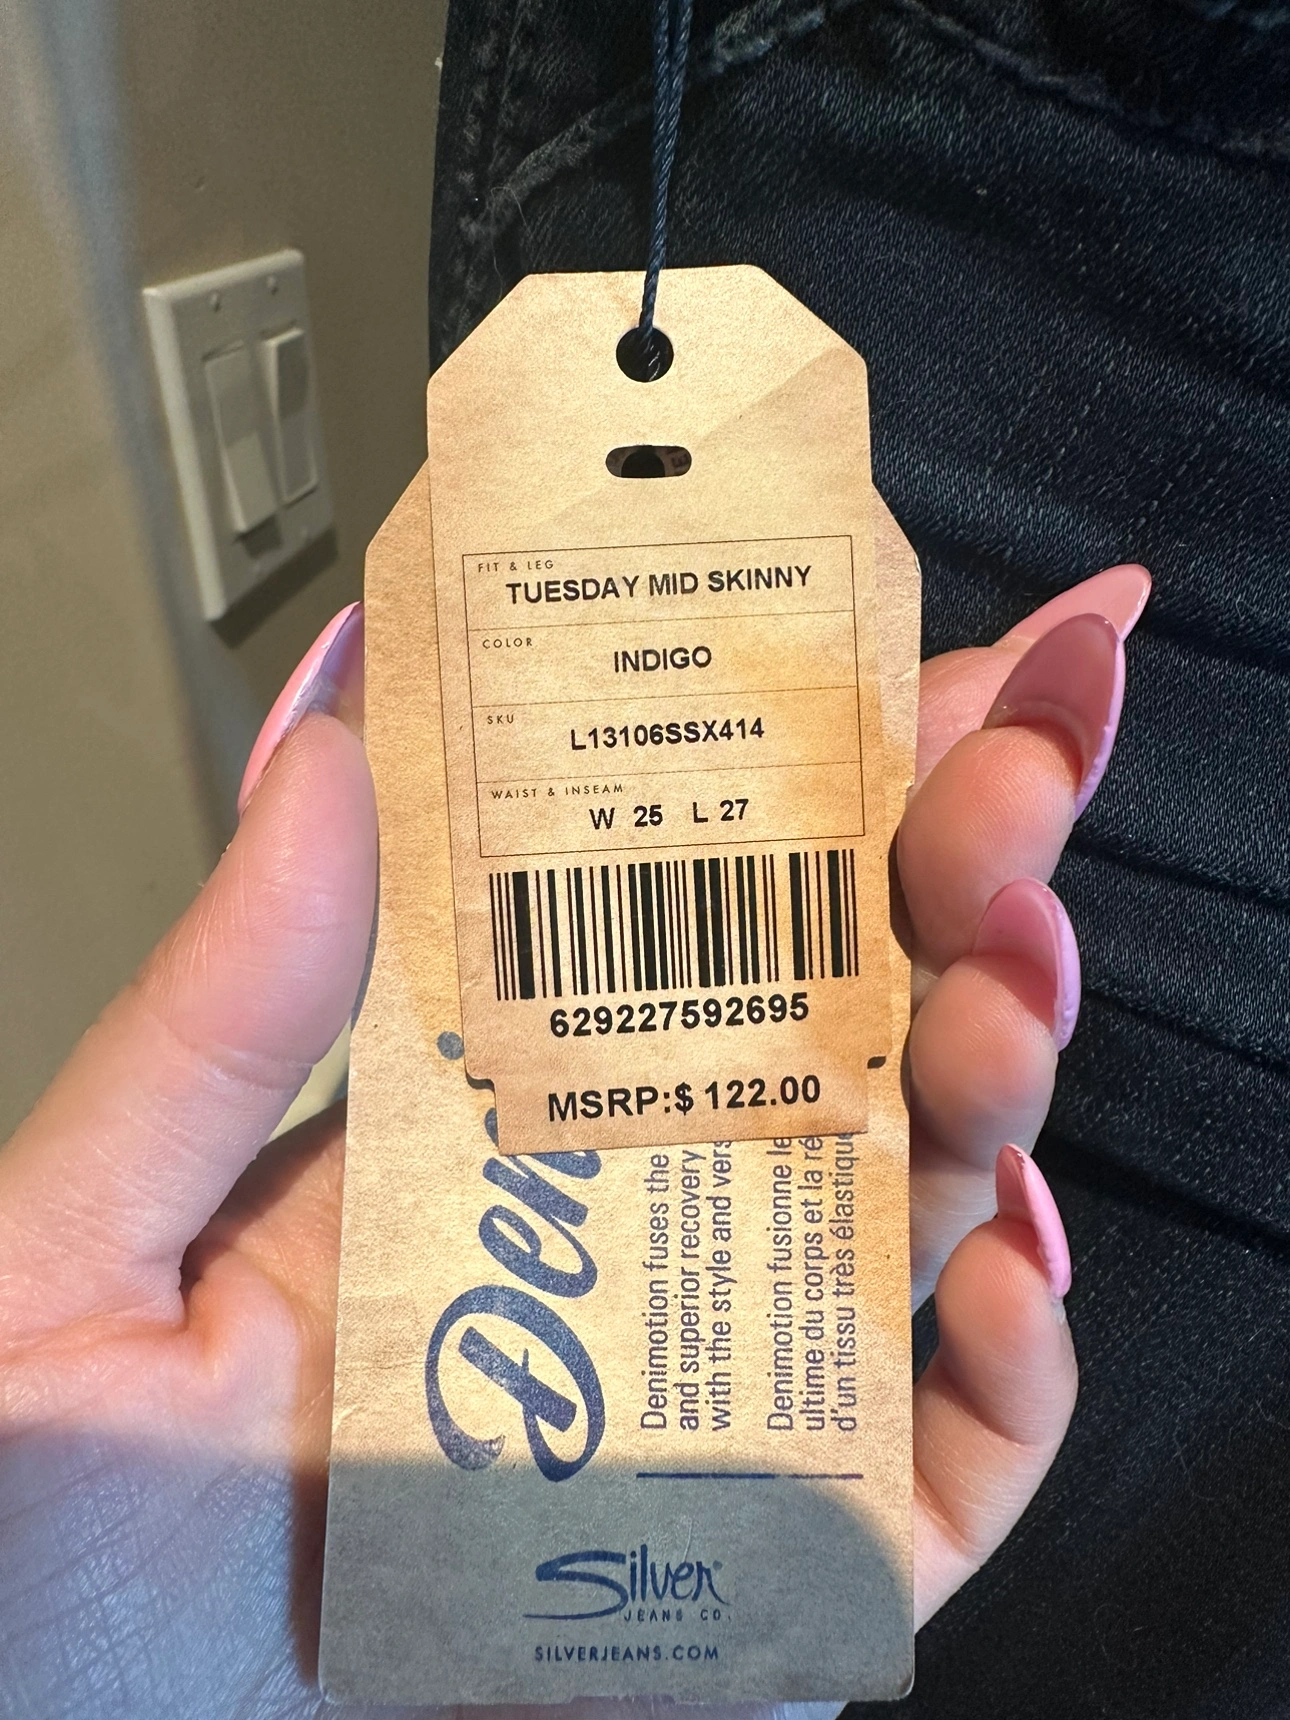 FIT & LEG
TUESDAY MID SKINNY
COLOR
INDIGO
SKU
L13106SSX414
WAIST & INSEAM
W 25 L 27
629227592695
MSRP:$ 122.00
Deni
Denimotion fuses the
and superior recovery
with the style and vers
Denimotion fusionne le
ultime du corps et la ré
d'un tissu très élastique
Silver®
JEANS CO.
SILVERJEANS.COM